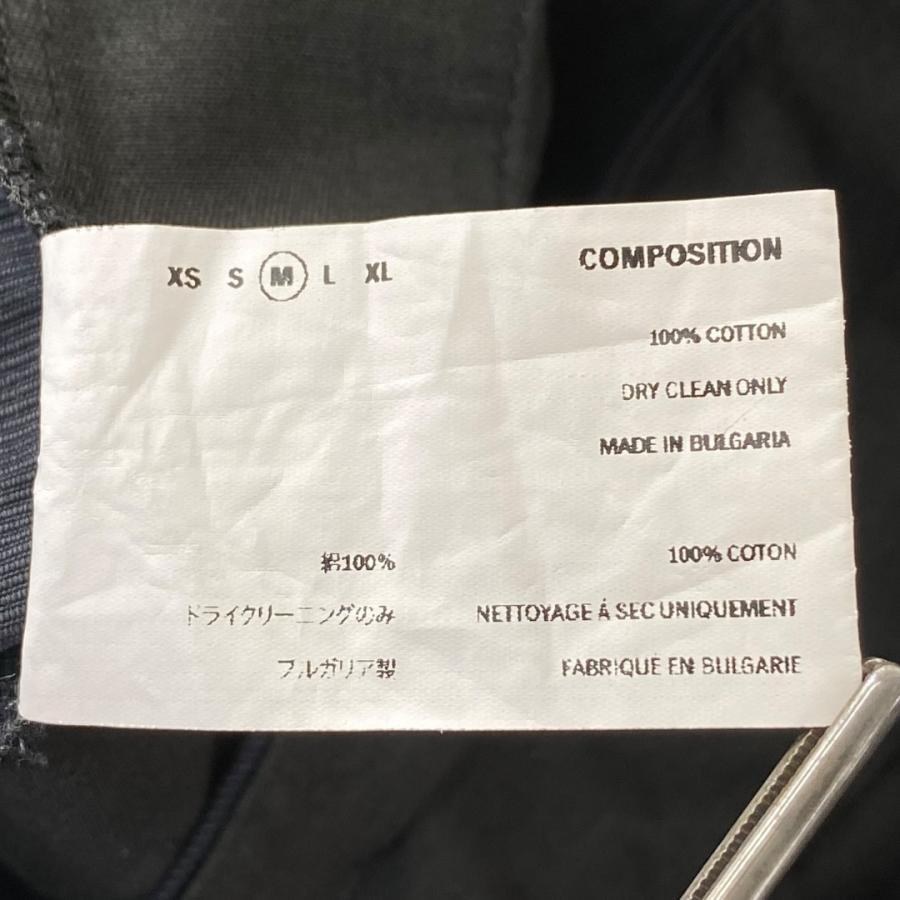 XS S M L XL
COMPOSITION
100% COTTON
DRY CLEAN ONLY
MADE IN BULGARIA
綿100%
ドライクリーニングのみ
ブルガリア製
100% COTON
NETTOYAGE Á SEC UNIQUEMENT
FABRIQUÉ EN BULGARIE